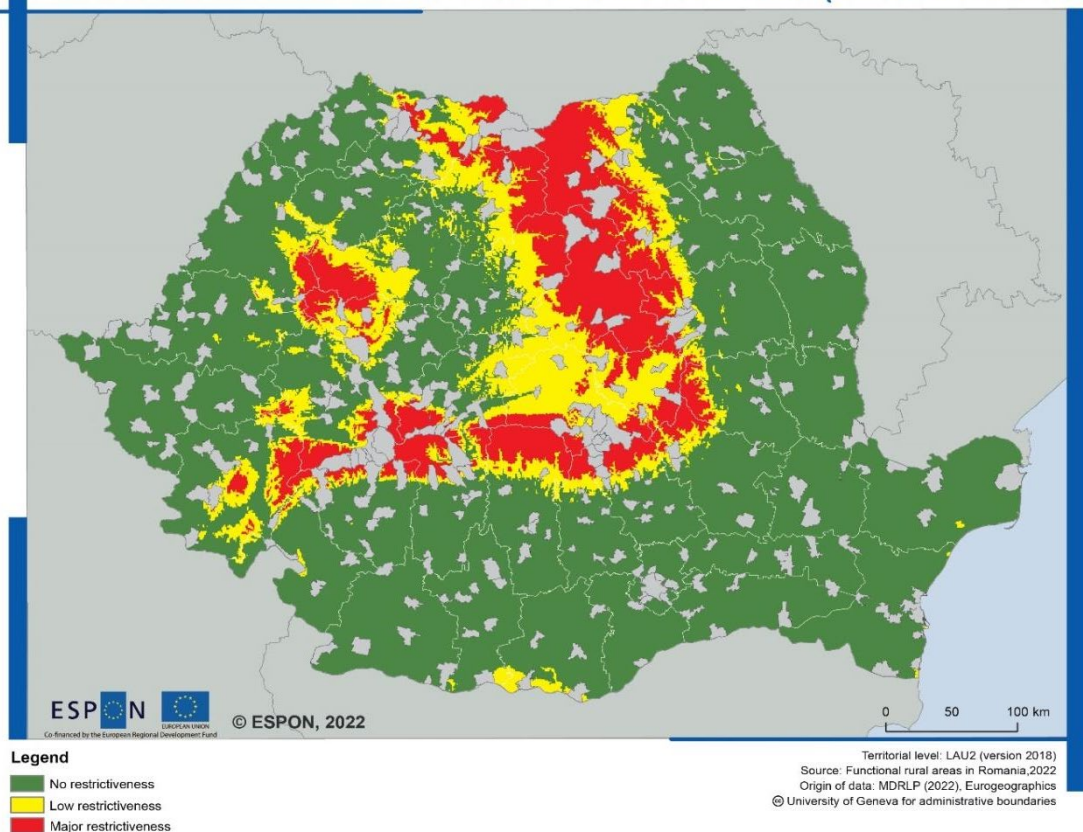 ESPON
EUROPEAN UNION
Co-financed by the European Regional Development Fund
© ESPON, 2022
0 50 100 km
Legend
No restrictiveness
Low restrictiveness
Major restrictiveness
Territorial level: LAU2 (version 2018)
Source: Functional rural areas in Romania,2022
Origin of data: MDRLP (2022), Eurogeographics
© University of Geneva for administrative boundaries